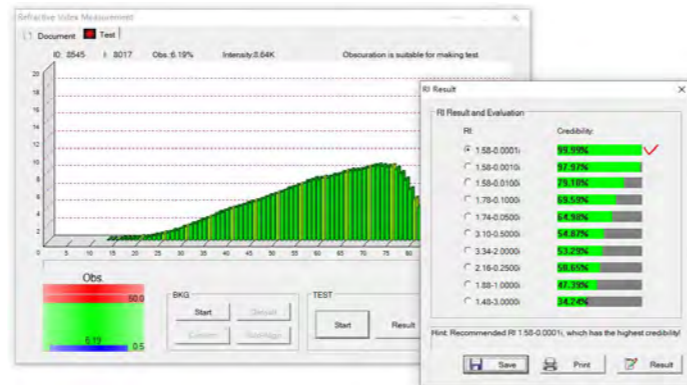 Refractive Index Measurement
Document Test
I0: 8545 I: 8017 Obs.:6.19% Intensity:8.64K Obscuration is suitable for making test.
20
18
16
14
12
10
8
6
4
2
0 5 10 15 20 25 30 35 40 45 50 55 60 65 70 75 80
Obs.
50.0
6.19
0.5
BKG
Start
TEST
Start Result
RI Result
RI Result and Evaluation
RI: Credibility:
1.58-0.0001i 99.99%
1.58-0.0010i 97.97%
1.58-0.0100i 79.18%
1.78-0.1000i 69.59%
1.74-0.0500i 64.98%
3.10-0.5000i 54.87%
3.34-2.0000i 53.29%
2.16-0.2500i 50.65%
1.88-1.0000i 47.39%
1.48-3.0000i 34.24%
Hint: Recommended RI 1.58-0.0001i, which has the highest credibility!
Save Print Result